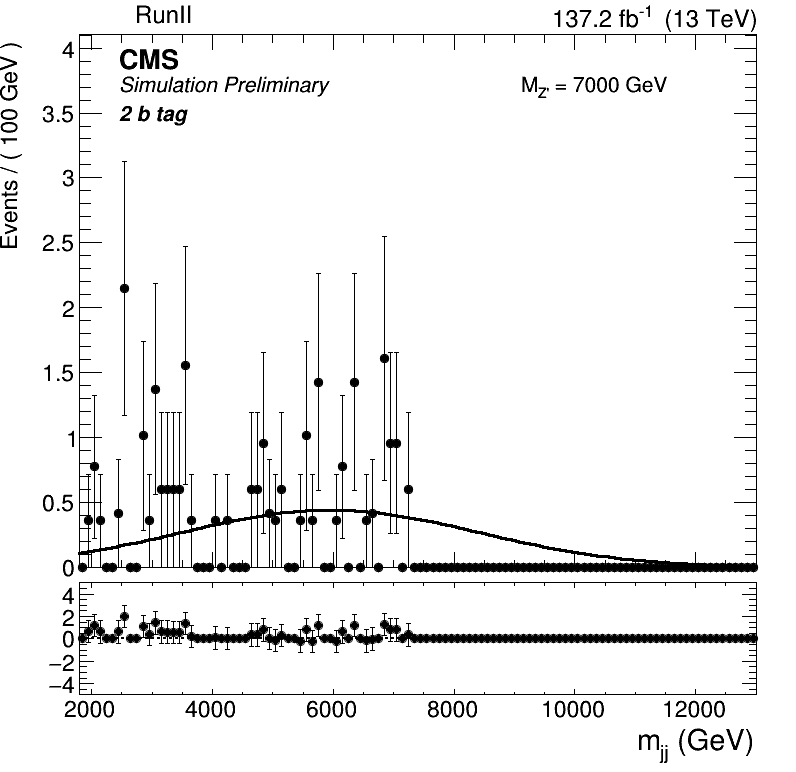 RunII
137.2 fb-1 (13 TeV)
CMS
Simulation Preliminary
MZ' = 7000 GeV
2 b tag
Events / ( 100 GeV )
4
3.5
3
2.5
2
1.5
1
0.5
0
4
2
0
−2
−4
2000 4000 6000 8000 10000 12000
mjj (GeV)